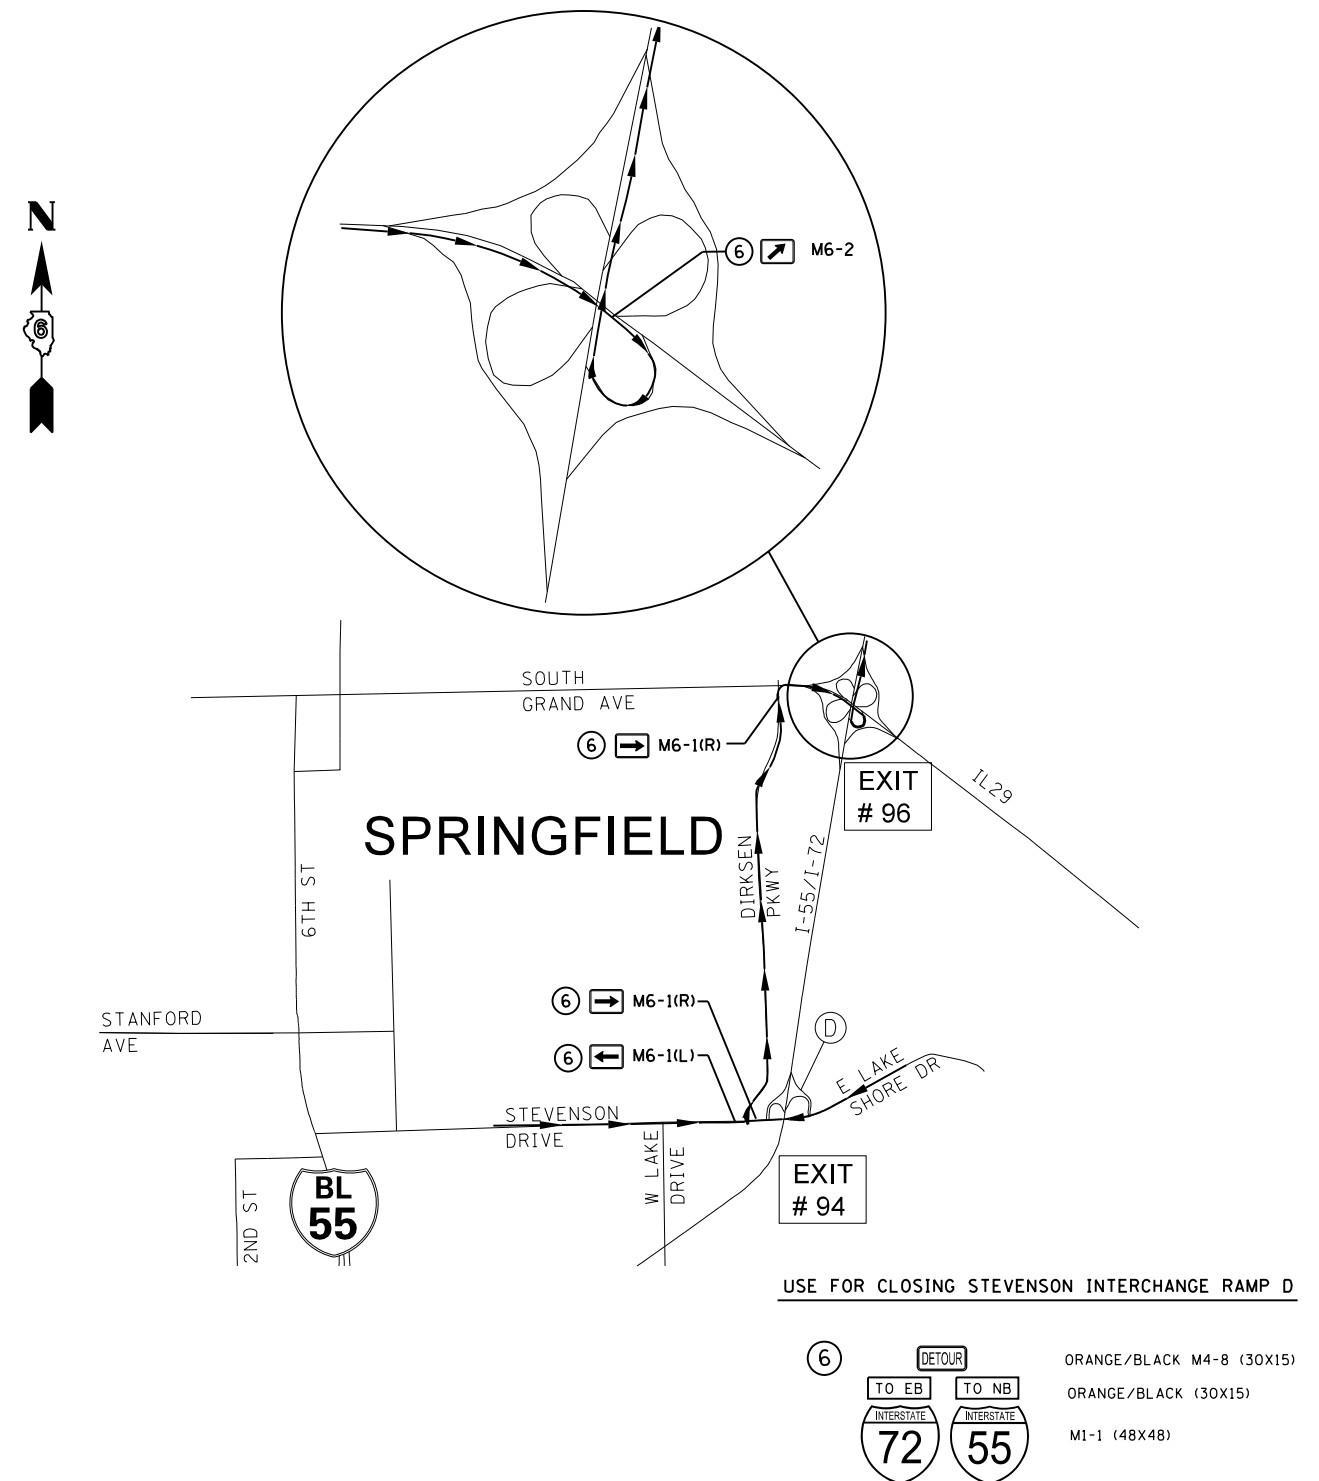 N
6
6 M6-2
SOUTH
GRAND AVE
6 M6-1(R)
EXIT
# 96
IL29
SPRINGFIELD
DIRKSEN
PKWY
I-55/I-72
6TH ST
6 M6-1(R)
STANFORD
AVE
D
6 M6-1(L)
E LAKE
SHORE DR
STEVENSON
DRIVE
W LAKE
DRIVE
EXIT
# 94
2ND ST
BL
55
USE FOR CLOSING STEVENSON INTERCHANGE RAMP D
6 DETOUR ORANGE/BLACK M4-8 (30X15)
TO EB TO NB ORANGE/BLACK (30X15)
INTERSTATE INTERSTATE
72 55 M1-1 (48X48)